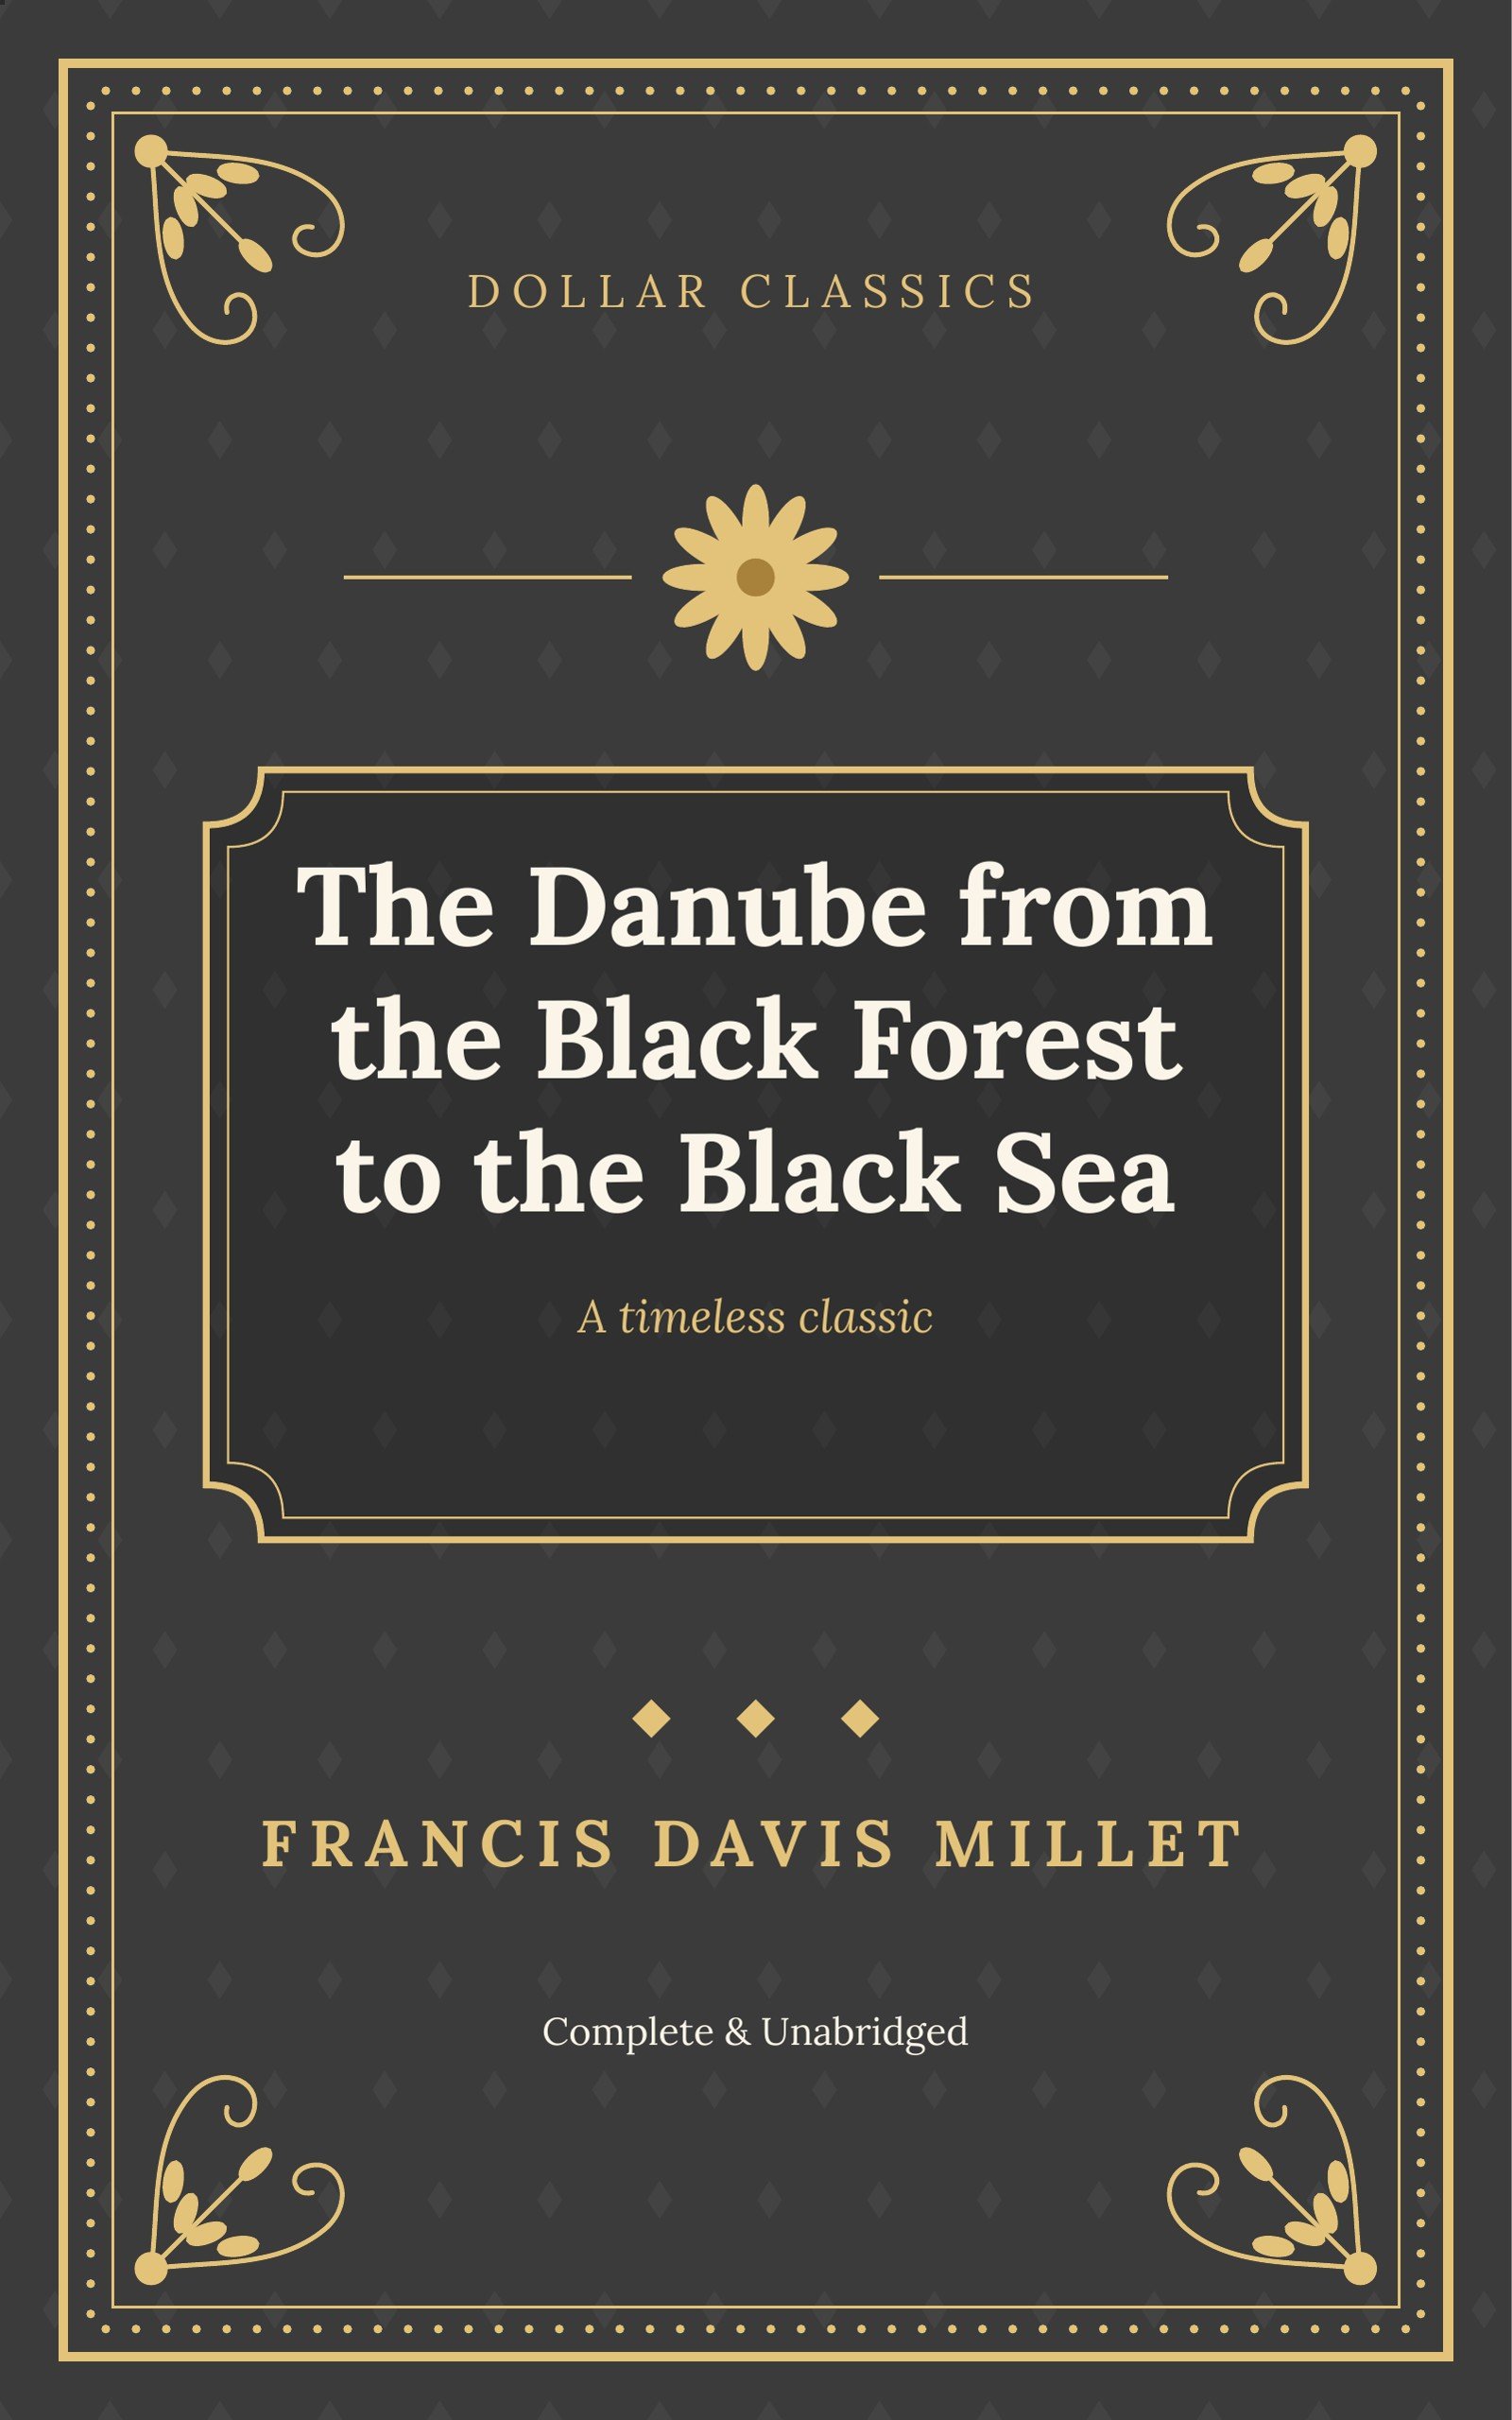 DOLLAR CLASSICS
The Danube from
the Black Forest
to the Black Sea
A timeless classic
FRANCIS DAVIS MILLET
Complete & Unabridged